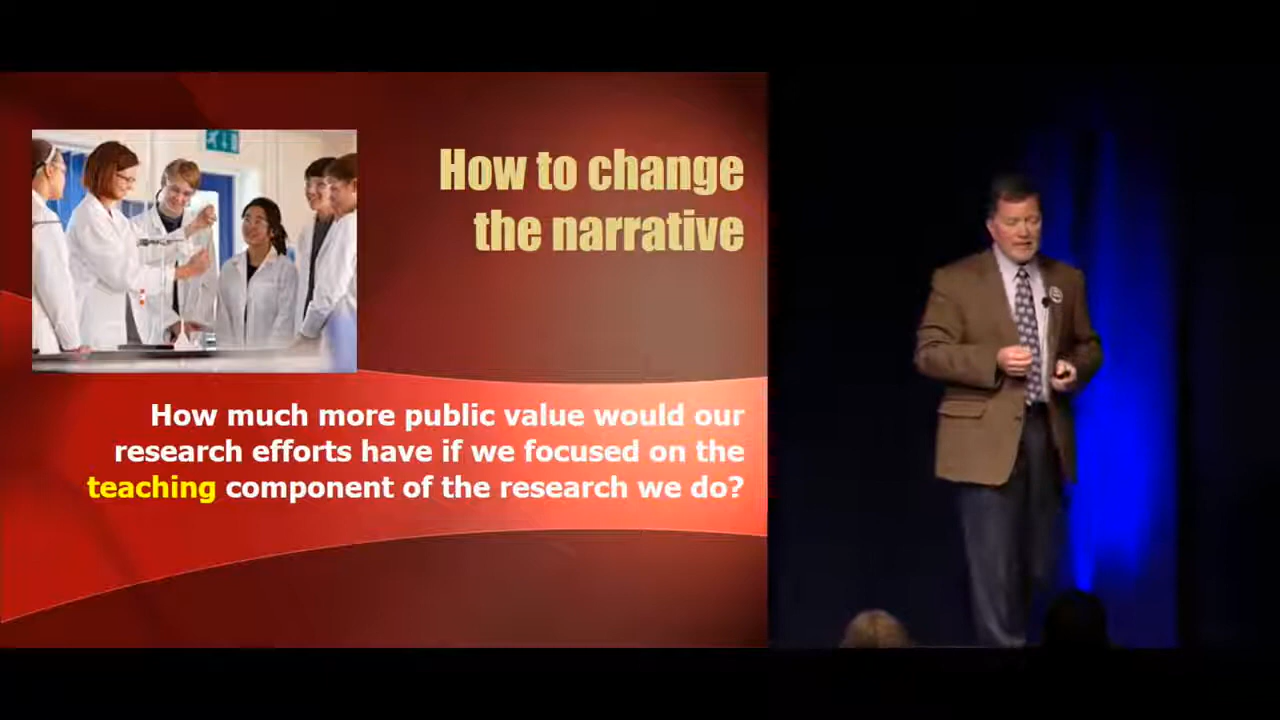 How to change
the narrative
How much more public value would our
research efforts have if we focused on the
teaching component of the research we do?